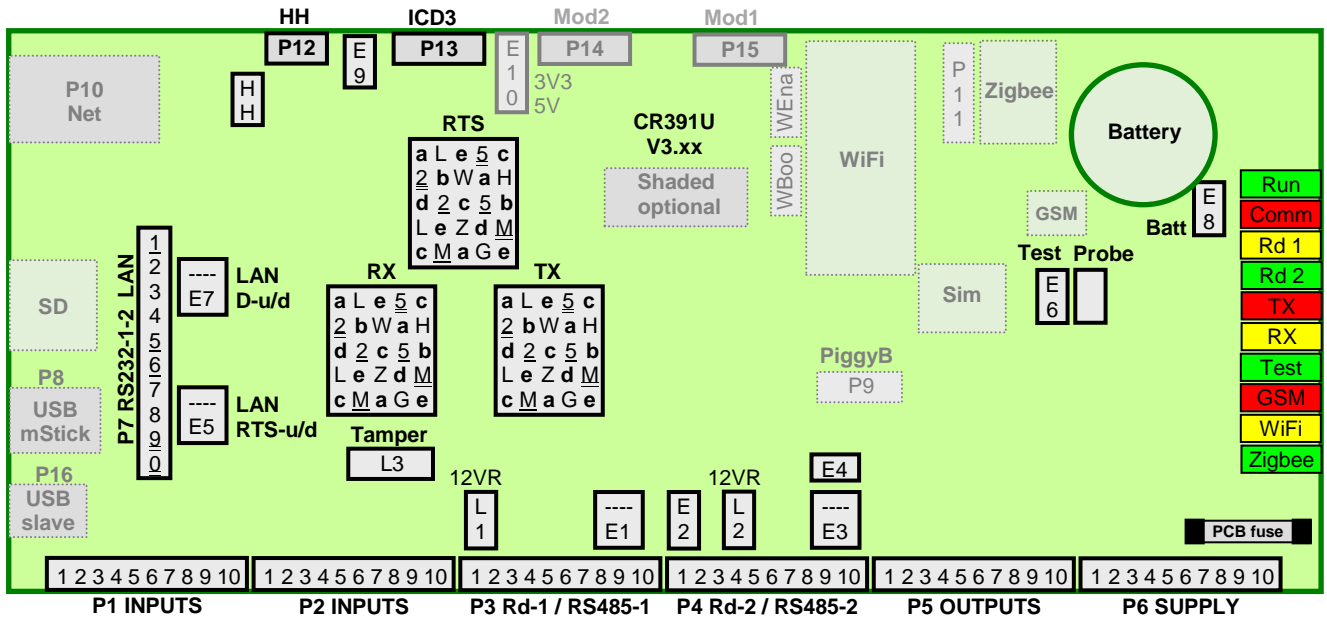 HH
ICD3
Mod2
Mod1
P12
E
9
P13
E
1
0
3V3
5V
P14
P15
P10
Net
H
H
WEna
WBoo
WiFi
P
1
1
Zigbee
Battery
CR391U
V3.xx
Shaded
optional
RTS
a L e 5 c
2 b W a H
d 2 c 5 b
L e Z d M
c M a G e
GSM
Batt
E
8
Run
Comm
Rd 1
Rd 2
TX
RX
Test
GSM
WiFi
Zigbee
Test Probe
E
6
Sim
SD
P7 RS232-1-2 LAN
1
2
3
4
5
6
7
8
9
0
----
E7
LAN
D-u/d
----
E5
LAN
RTS-u/d
RX
a L e 5 c
2 b W a H
d 2 c 5 b
L e Z d M
c M a G e
TX
a L e 5 c
2 b W a H
d 2 c 5 b
L e Z d M
c M a G e
PiggyB
P9
P8
USB
mStick
P16
USB
slave
Tamper
L3
12VR
L
1
----
E1
E
2
12VR
L
2
E4
----
E3
PCB fuse
1 2 3 4 5 6 7 8 9 10
1 2 3 4 5 6 7 8 9 10
1 2 3 4 5 6 7 8 9 10
1 2 3 4 5 6 7 8 9 10
1 2 3 4 5 6 7 8 9 10
1 2 3 4 5 6 7 8 9 10
P1 INPUTS
P2 INPUTS
P3 Rd-1 / RS485-1
P4 Rd-2 / RS485-2
P5 OUTPUTS
P6 SUPPLY